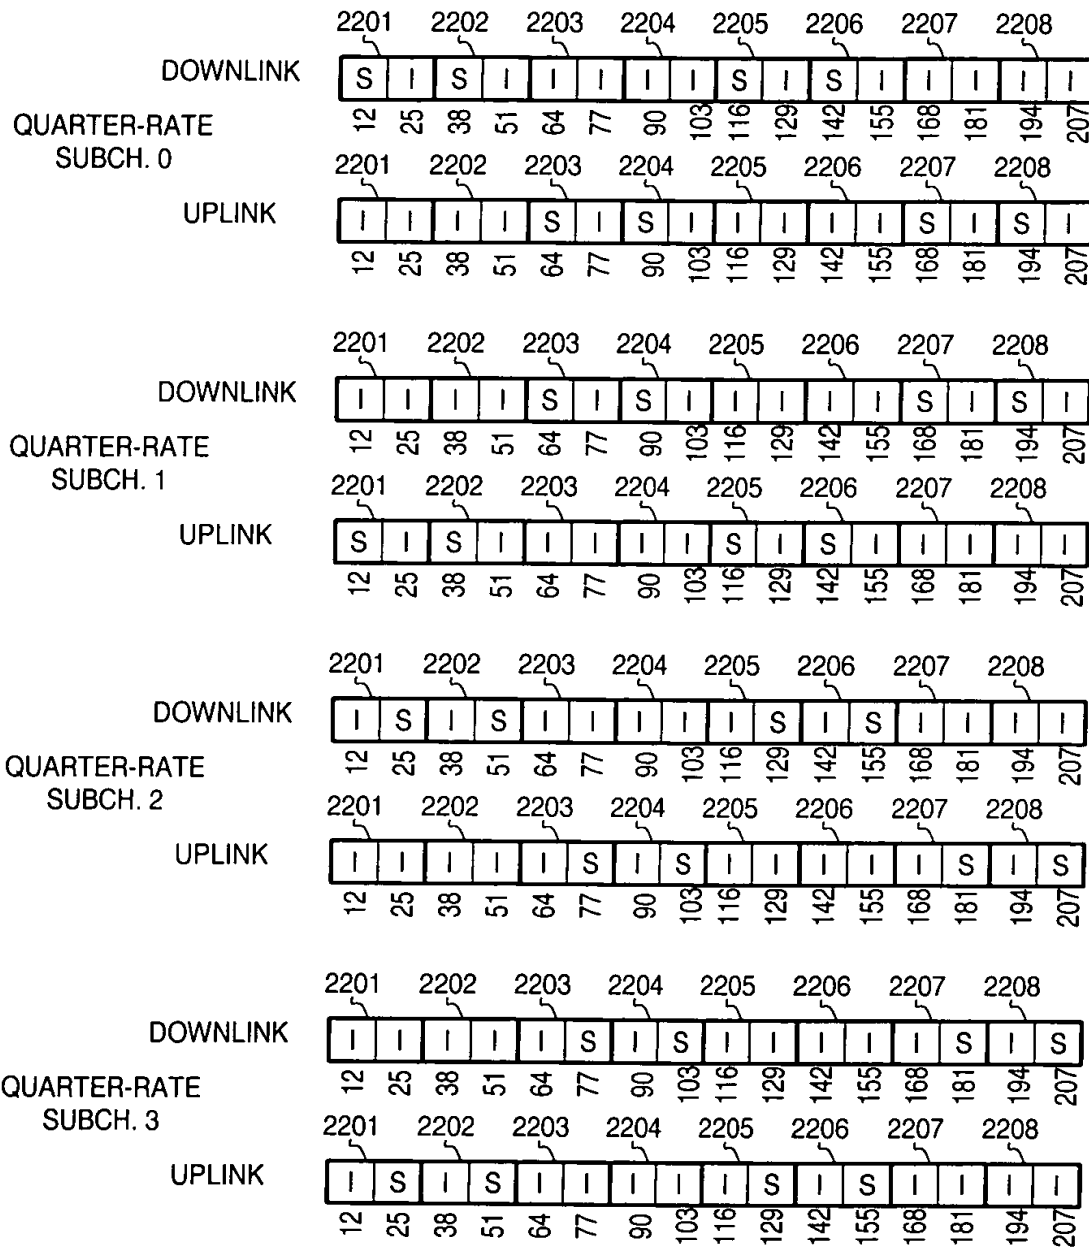 2201 2202 2203 2204 2205 2206 2207 2208
DOWNLINK S I S I I I I I S I S I I I I I
12 25 38 51 64 77 90 103 116 129 142 155 168 181 194 207
QUARTER-RATE
SUBCH. 0
2201 2202 2203 2204 2205 2206 2207 2208
UPLINK I I I I S I S I I I I I S I S I
12 25 38 51 64 77 90 103 116 129 142 155 168 181 194 207
2201 2202 2203 2204 2205 2206 2207 2208
DOWNLINK I I I I S I S I I I I I S I S I
12 25 38 51 64 77 90 103 116 129 142 155 168 181 194 207
QUARTER-RATE
SUBCH. 1
2201 2202 2203 2204 2205 2206 2207 2208
UPLINK S I S I I I I I S I S I I I I I
12 25 38 51 64 77 90 103 116 129 142 155 168 181 194 207
2201 2202 2203 2204 2205 2206 2207 2208
DOWNLINK I S I S I I I I I S I S I I I I
12 25 38 51 64 77 90 103 116 129 142 155 168 181 194 207
QUARTER-RATE
SUBCH. 2
2201 2202 2203 2204 2205 2206 2207 2208
UPLINK I I I I I S I S I I I I I S I S
12 25 38 51 64 77 90 103 116 129 142 155 168 181 194 207
2201 2202 2203 2204 2205 2206 2207 2208
DOWNLINK I I I I I S I S I I I I I S I S
12 25 38 51 64 77 90 103 116 129 142 155 168 181 194 207
QUARTER-RATE
SUBCH. 3
2201 2202 2203 2204 2205 2206 2207 2208
UPLINK I S I S I I I I I S I S I I I I
12 25 38 51 64 77 90 103 116 129 142 155 168 181 194 207